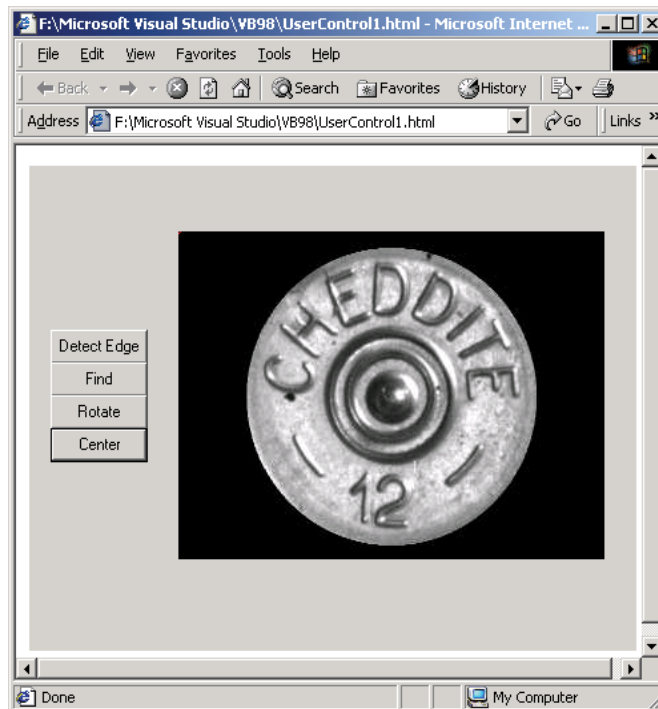 F:\Microsoft Visual Studio\VB98\UserControl1.html - Microsoft Internet ...
File Edit View Favorites Tools Help
Back Search Favorites History
Address F:\Microsoft Visual Studio\VB98\UserControl1.html Go Links »
CHEDDITE
Detect Edge
Find
Rotate
Center
12
Done My Computer